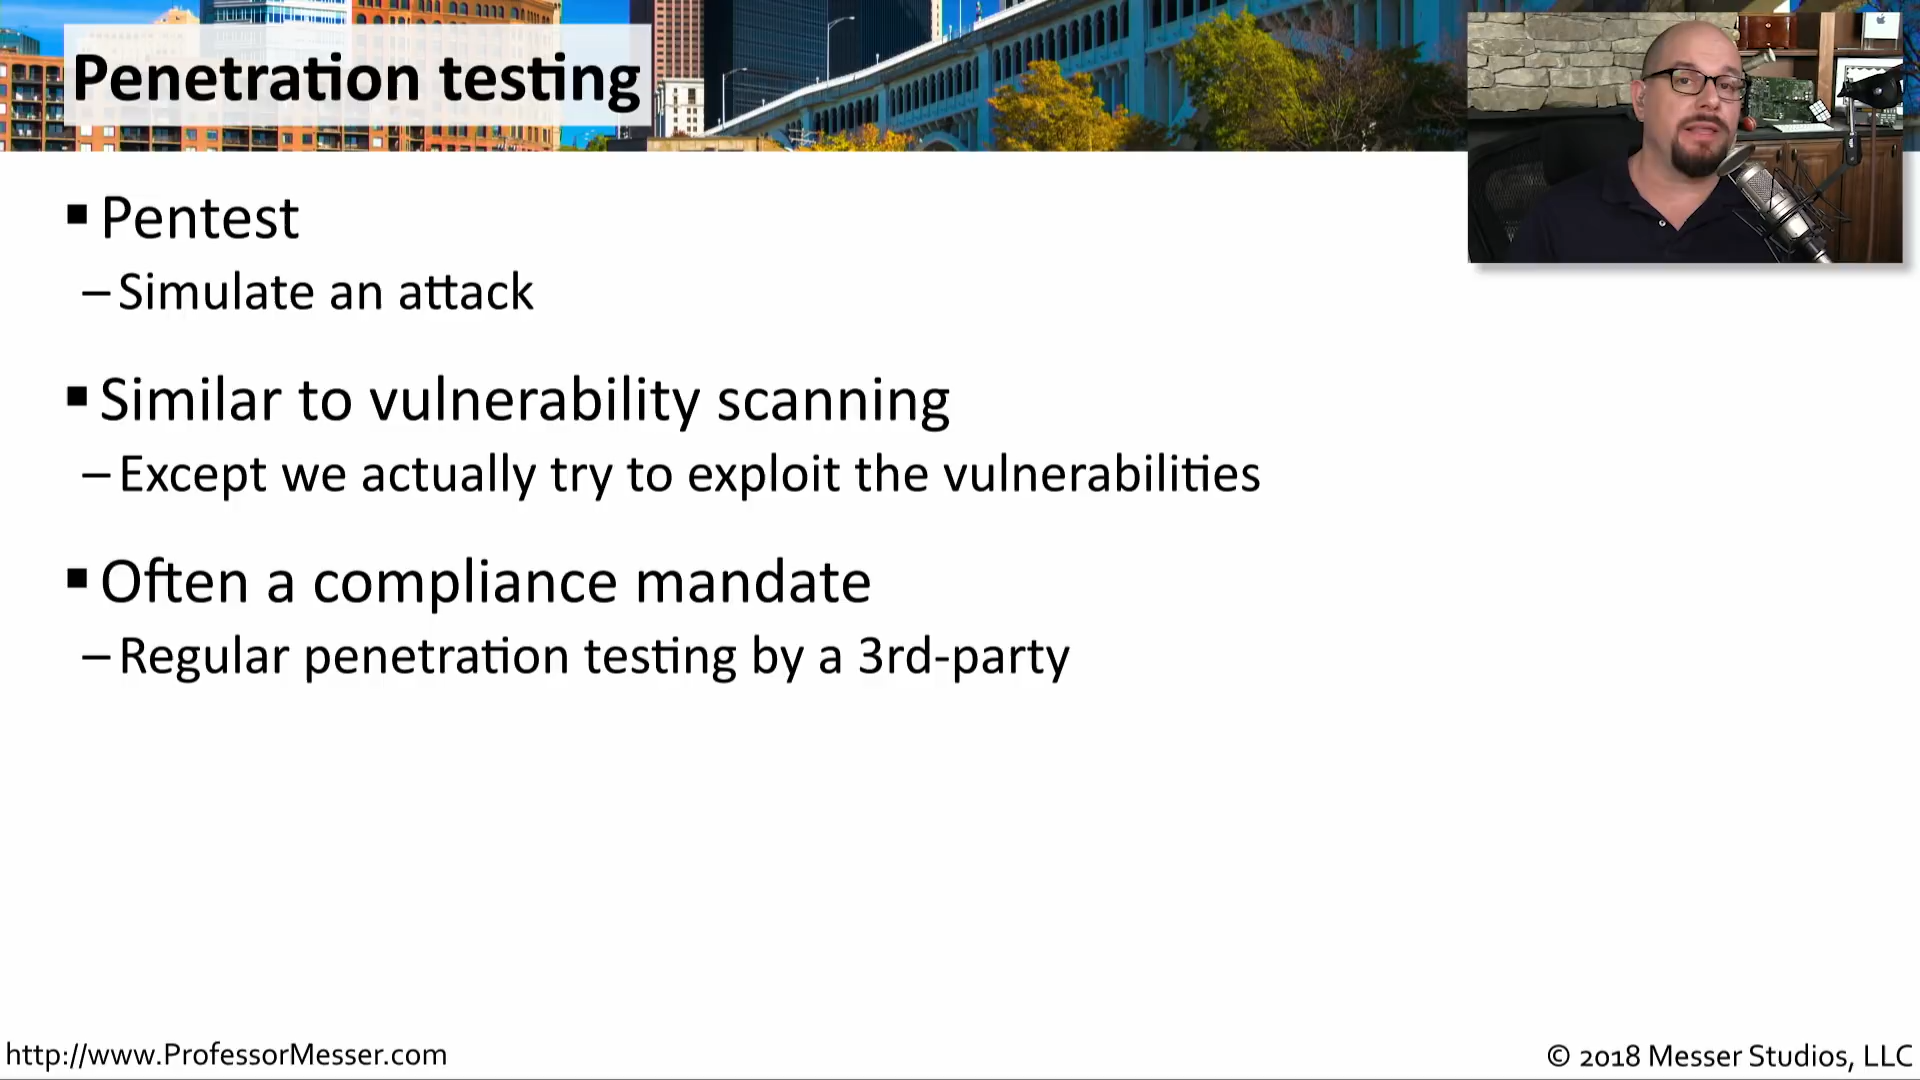 Penetration testing
▪ Pentest
– Simulate an attack
▪ Similar to vulnerability scanning
– Except we actually try to exploit the vulnerabilities
▪ Often a compliance mandate
– Regular penetration testing by a 3rd-party
http://www.ProfessorMesser.com
© 2018 Messer Studios, LLC